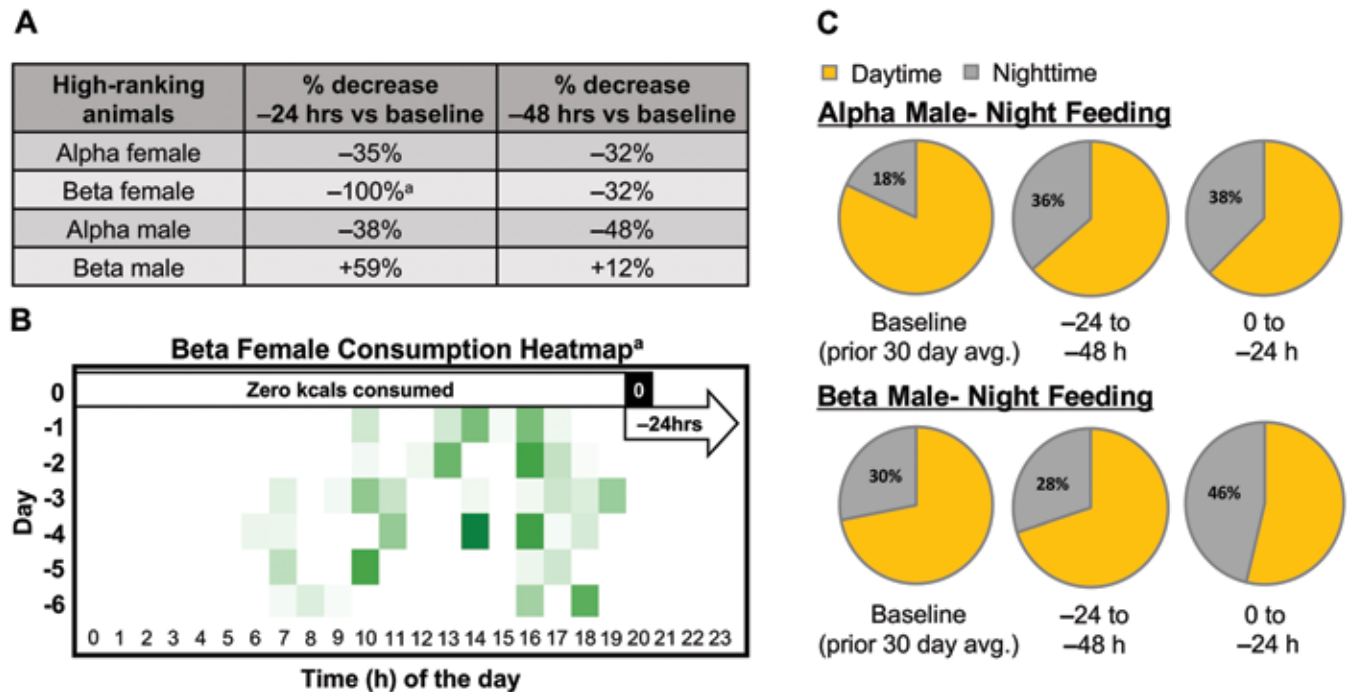 A
High-ranking animals | % decrease –24 hrs vs baseline | % decrease –48 hrs vs baseline
Alpha female | –35% | –32%
Beta female | –100%ᵃ | –32%
Alpha male | –38% | –48%
Beta male | +59% | +12%
B
Beta Female Consumption Heatmapᵃ
Zero kcals consumed
0
–24hrs
Day
0
-1
-2
-3
-4
-5
-6
0 1 2 3 4 5 6 7 8 9 10 11 12 13 14 15 16 17 18 19 20 21 22 23
Time (h) of the day
C
Daytime Nighttime
Alpha Male- Night Feeding
18% 36% 38%
Baseline –24 to 0 to
(prior 30 day avg.) –48 h –24 h
Beta Male- Night Feeding
30% 28% 46%
Baseline –24 to 0 to
(prior 30 day avg.) –48 h –24 h